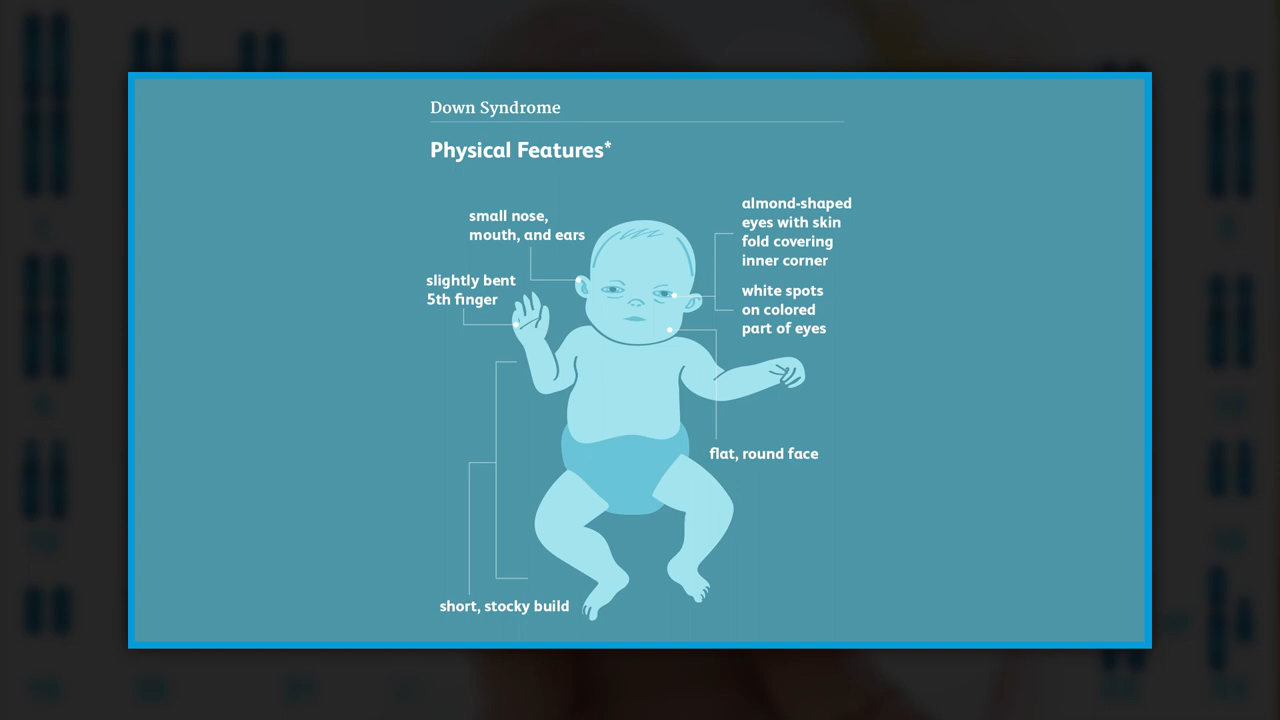 Down Syndrome
Physical Features*
small nose,
mouth, and ears
almond-shaped
eyes with skin
fold covering
inner corner
slightly bent
5th finger
white spots
on colored
part of eyes
flat, round face
short, stocky build